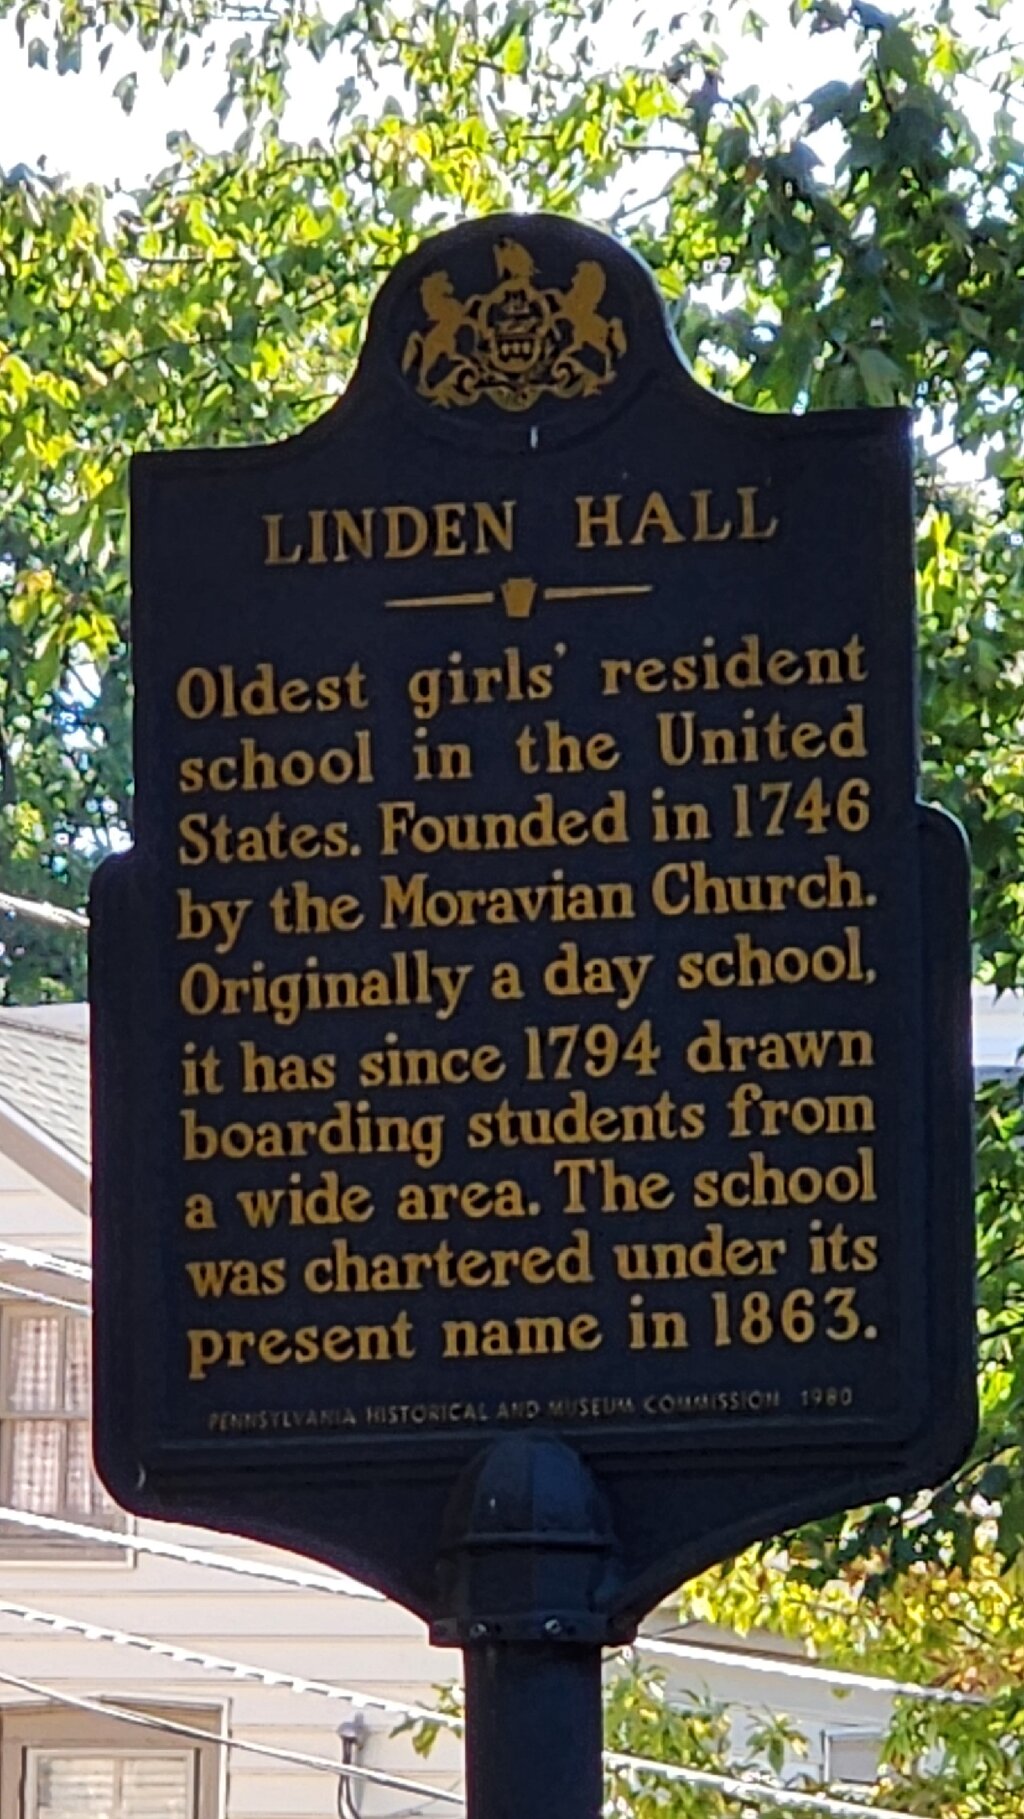 LINDEN HALL
Oldest girls' resident
school in the United
States. Founded in 1746
by the Moravian Church.
Originally a day school,
it has since 1794 drawn
boarding students from
a wide area. The school
was chartered under its
present name in 1863.
PENNSYLVANIA HISTORICAL AND MUSEUM COMMISSION 1980